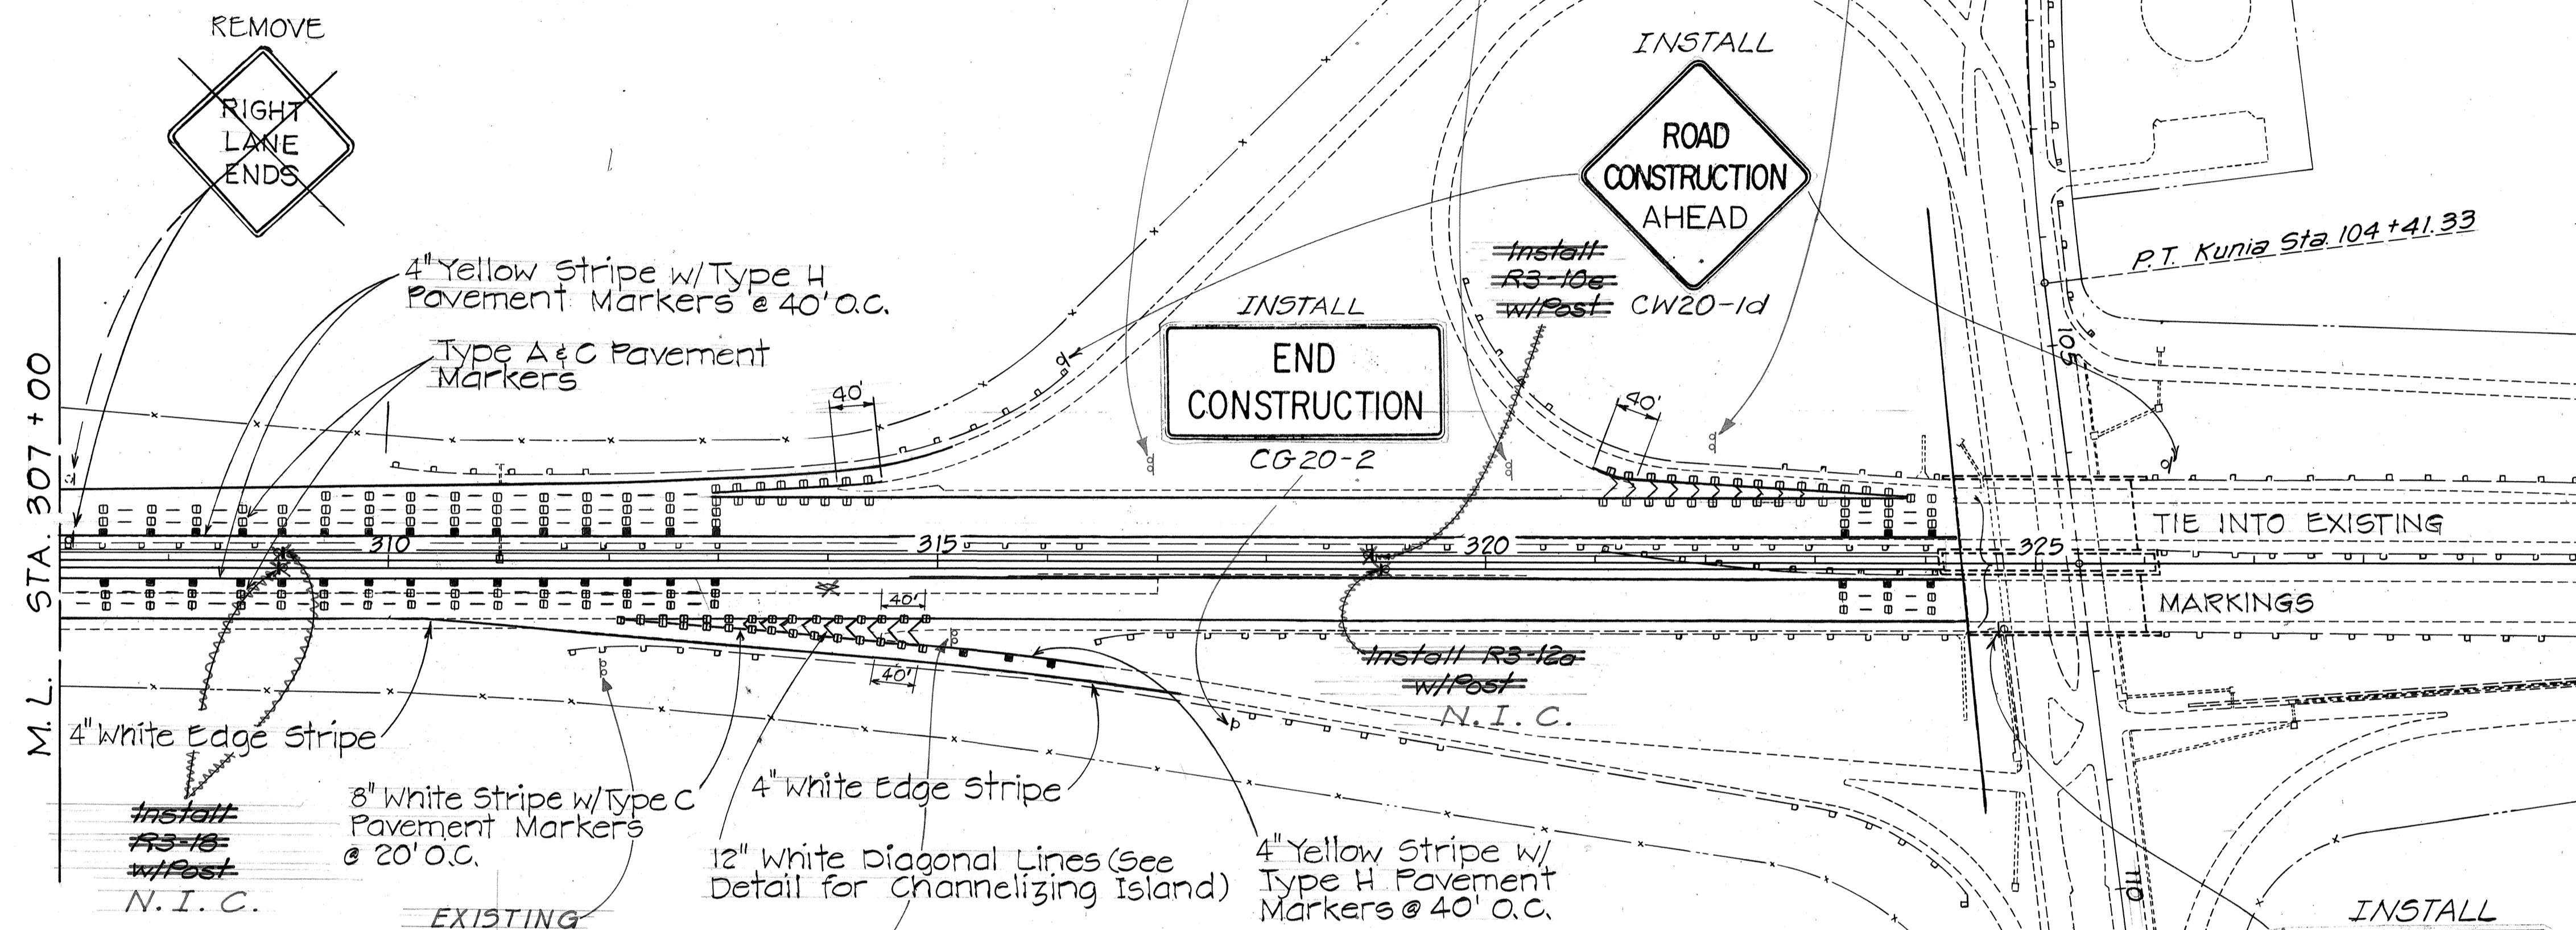 REMOVE
RIGHT
LANE
ENDS
4" Yellow Stripe w/Type H
Pavement Markers @ 40' O.C.
Type A & C Pavement
Markers
INSTALL
ROAD
CONSTRUCTION
AHEAD
CW20-1d
Install
R3-10e
w/Post
INSTALL
END
CONSTRUCTION
CG20-2
P.T. Kunia Sta. 104+41.33
105
40'
40'
M. L. STA. 307 + 00
310
315
320
325
TIE INTO EXISTING
MARKINGS
40'
40'
Install R3-12a
w/Post
N. I. C.
4" White Edge Stripe
Install
R3-18
w/Post
N. I. C.
8" White Stripe w/Type C
Pavement Markers
@ 20' O.C.
EXISTING
4" White Edge Stripe
12" White Diagonal Lines (See
Detail for Channelizing Island)
4" Yellow Stripe w/
Type H Pavement
Markers @ 40' O.C.
110
INSTALL